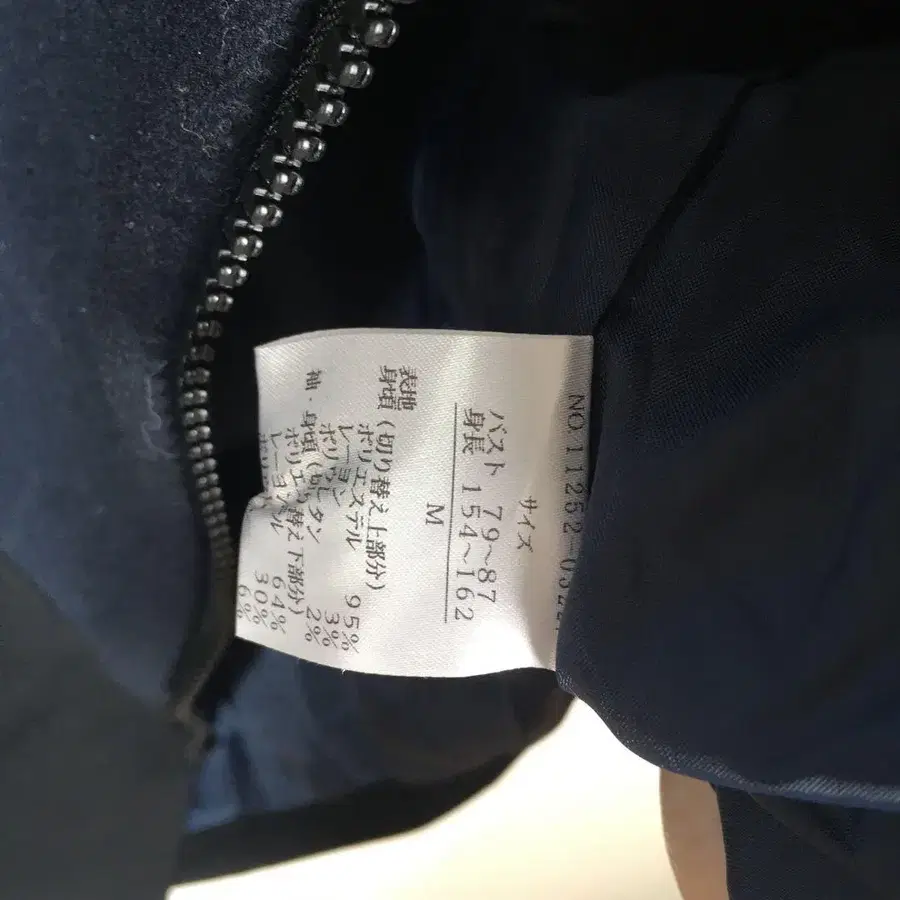 NO.11252-032
サイズ
バスト 79~87
身長 154~162
M
表地
身頃(切り替え上部分)
ポリエステル 95%
レーヨン 3%
ポリウレタン 2%
袖・身頃(切り替え下部分)
ポリエステル 64%
レーヨン 30%
6%